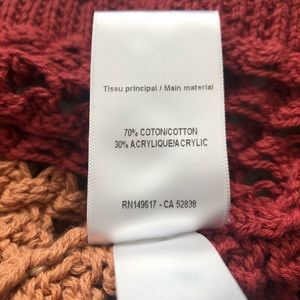 Tissu principal / Main material
70% COTON/COTTON
30% ACRYLIQUE/ACRYLIC
RN149617 - CA 52838